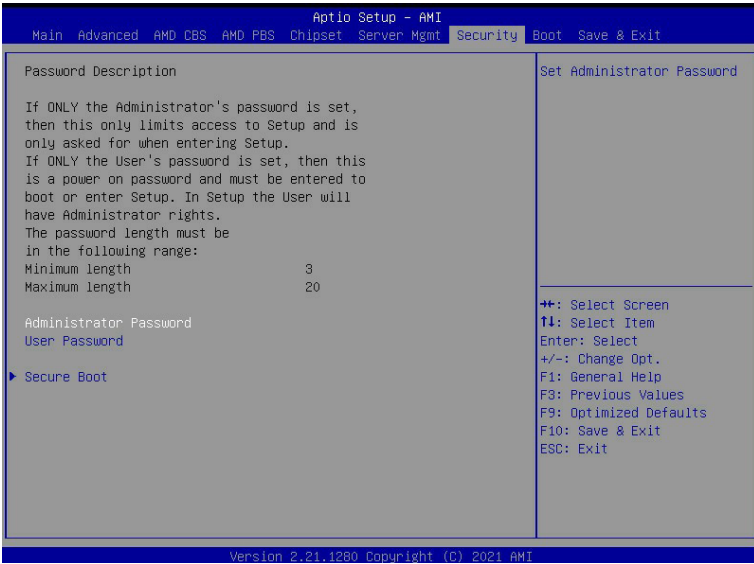 Aptio Setup – AMI
Main Advanced AMD CBS AMD PBS Chipset Server Mgmt Security Boot Save & Exit
Password Description
If ONLY the Administrator's password is set,
then this only limits access to Setup and is
only asked for when entering Setup.
If ONLY the User's password is set, then this
is a power on password and must be entered to
boot or enter Setup. In Setup the User will
have Administrator rights.
The password length must be
in the following range:
Minimum length 3
Maximum length 20
Administrator Password
User Password
Secure Boot
Set Administrator Password
→←: Select Screen
↑↓: Select Item
Enter: Select
+/-: Change Opt.
F1: General Help
F3: Previous Values
F9: Optimized Defaults
F10: Save & Exit
ESC: Exit
Version 2.21.1280 Copyright (C) 2021 AMI